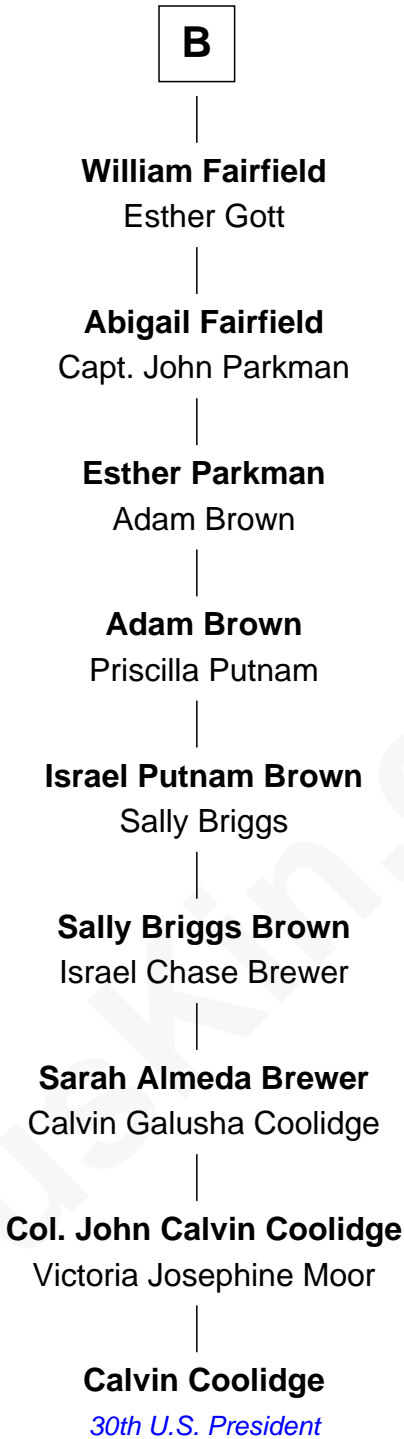 B
William Fairfield
Esther Gott
Abigail Fairfield
Capt. John Parkman
Esther Parkman
Adam Brown
Adam Brown
Priscilla Putnam
Israel Putnam Brown
Sally Briggs
Sally Briggs Brown
Israel Chase Brewer
Sarah Almeda Brewer
Calvin Galusha Coolidge
Col. John Calvin Coolidge
Victoria Josephine Moor
Calvin Coolidge
30th U.S. President